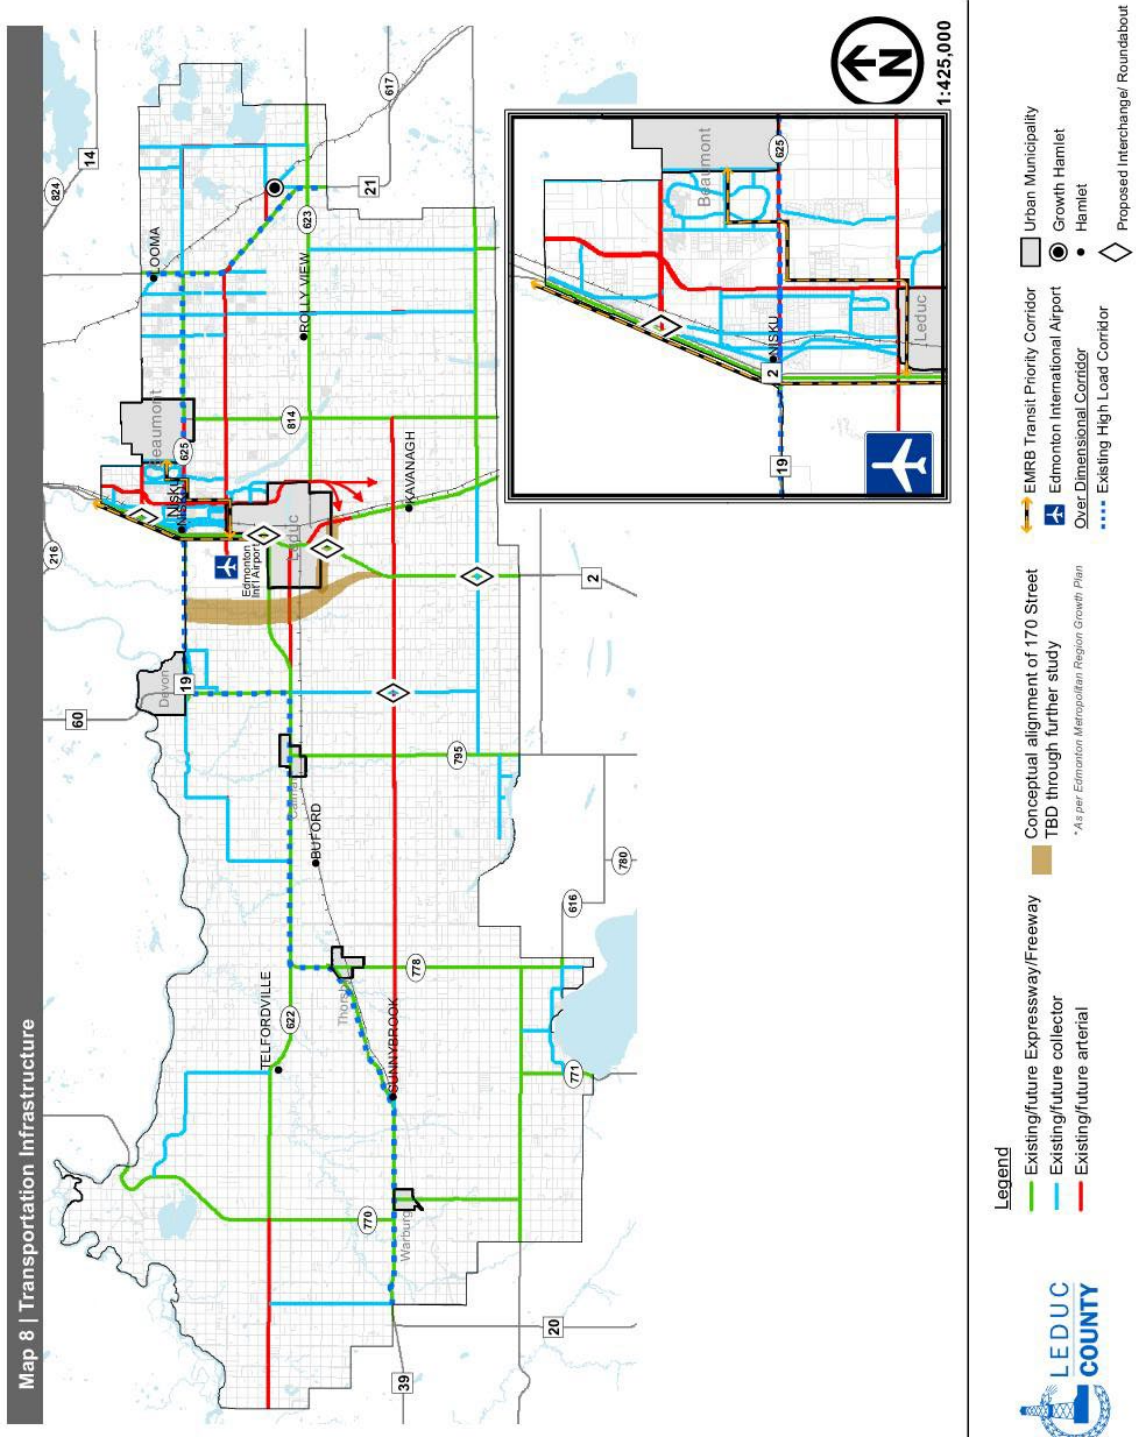 Map 8 | Transportation Infrastructure
39
20
Warburg
770
771
SUNNYBROOK
TELFORDVILLE
622
Thorsby
778
616
780
BUFORD
795
60
Devon
19
2
216
Edmonton
Int'l Airport
Leduc
NISKU
KAVANAGH
625
Beaumont
814
ROLLY VIEW
623
LOOMA
21
14
824
617
19
2
NISKU
Leduc
625
Beaumont
N
1:425,000
LEDUC
COUNTY
Legend
Existing/future Expressway/Freeway
Existing/future collector
Existing/future arterial
Conceptual alignment of 170 Street
TBD through further study
*As per Edmonton Metropolitan Region Growth Plan
EMRB Transit Priority Corridor
Edmonton International Airport
Over Dimensional Corridor
Existing High Load Corridor
Urban Municipality
Growth Hamlet
Hamlet
Proposed Interchange/ Roundabout